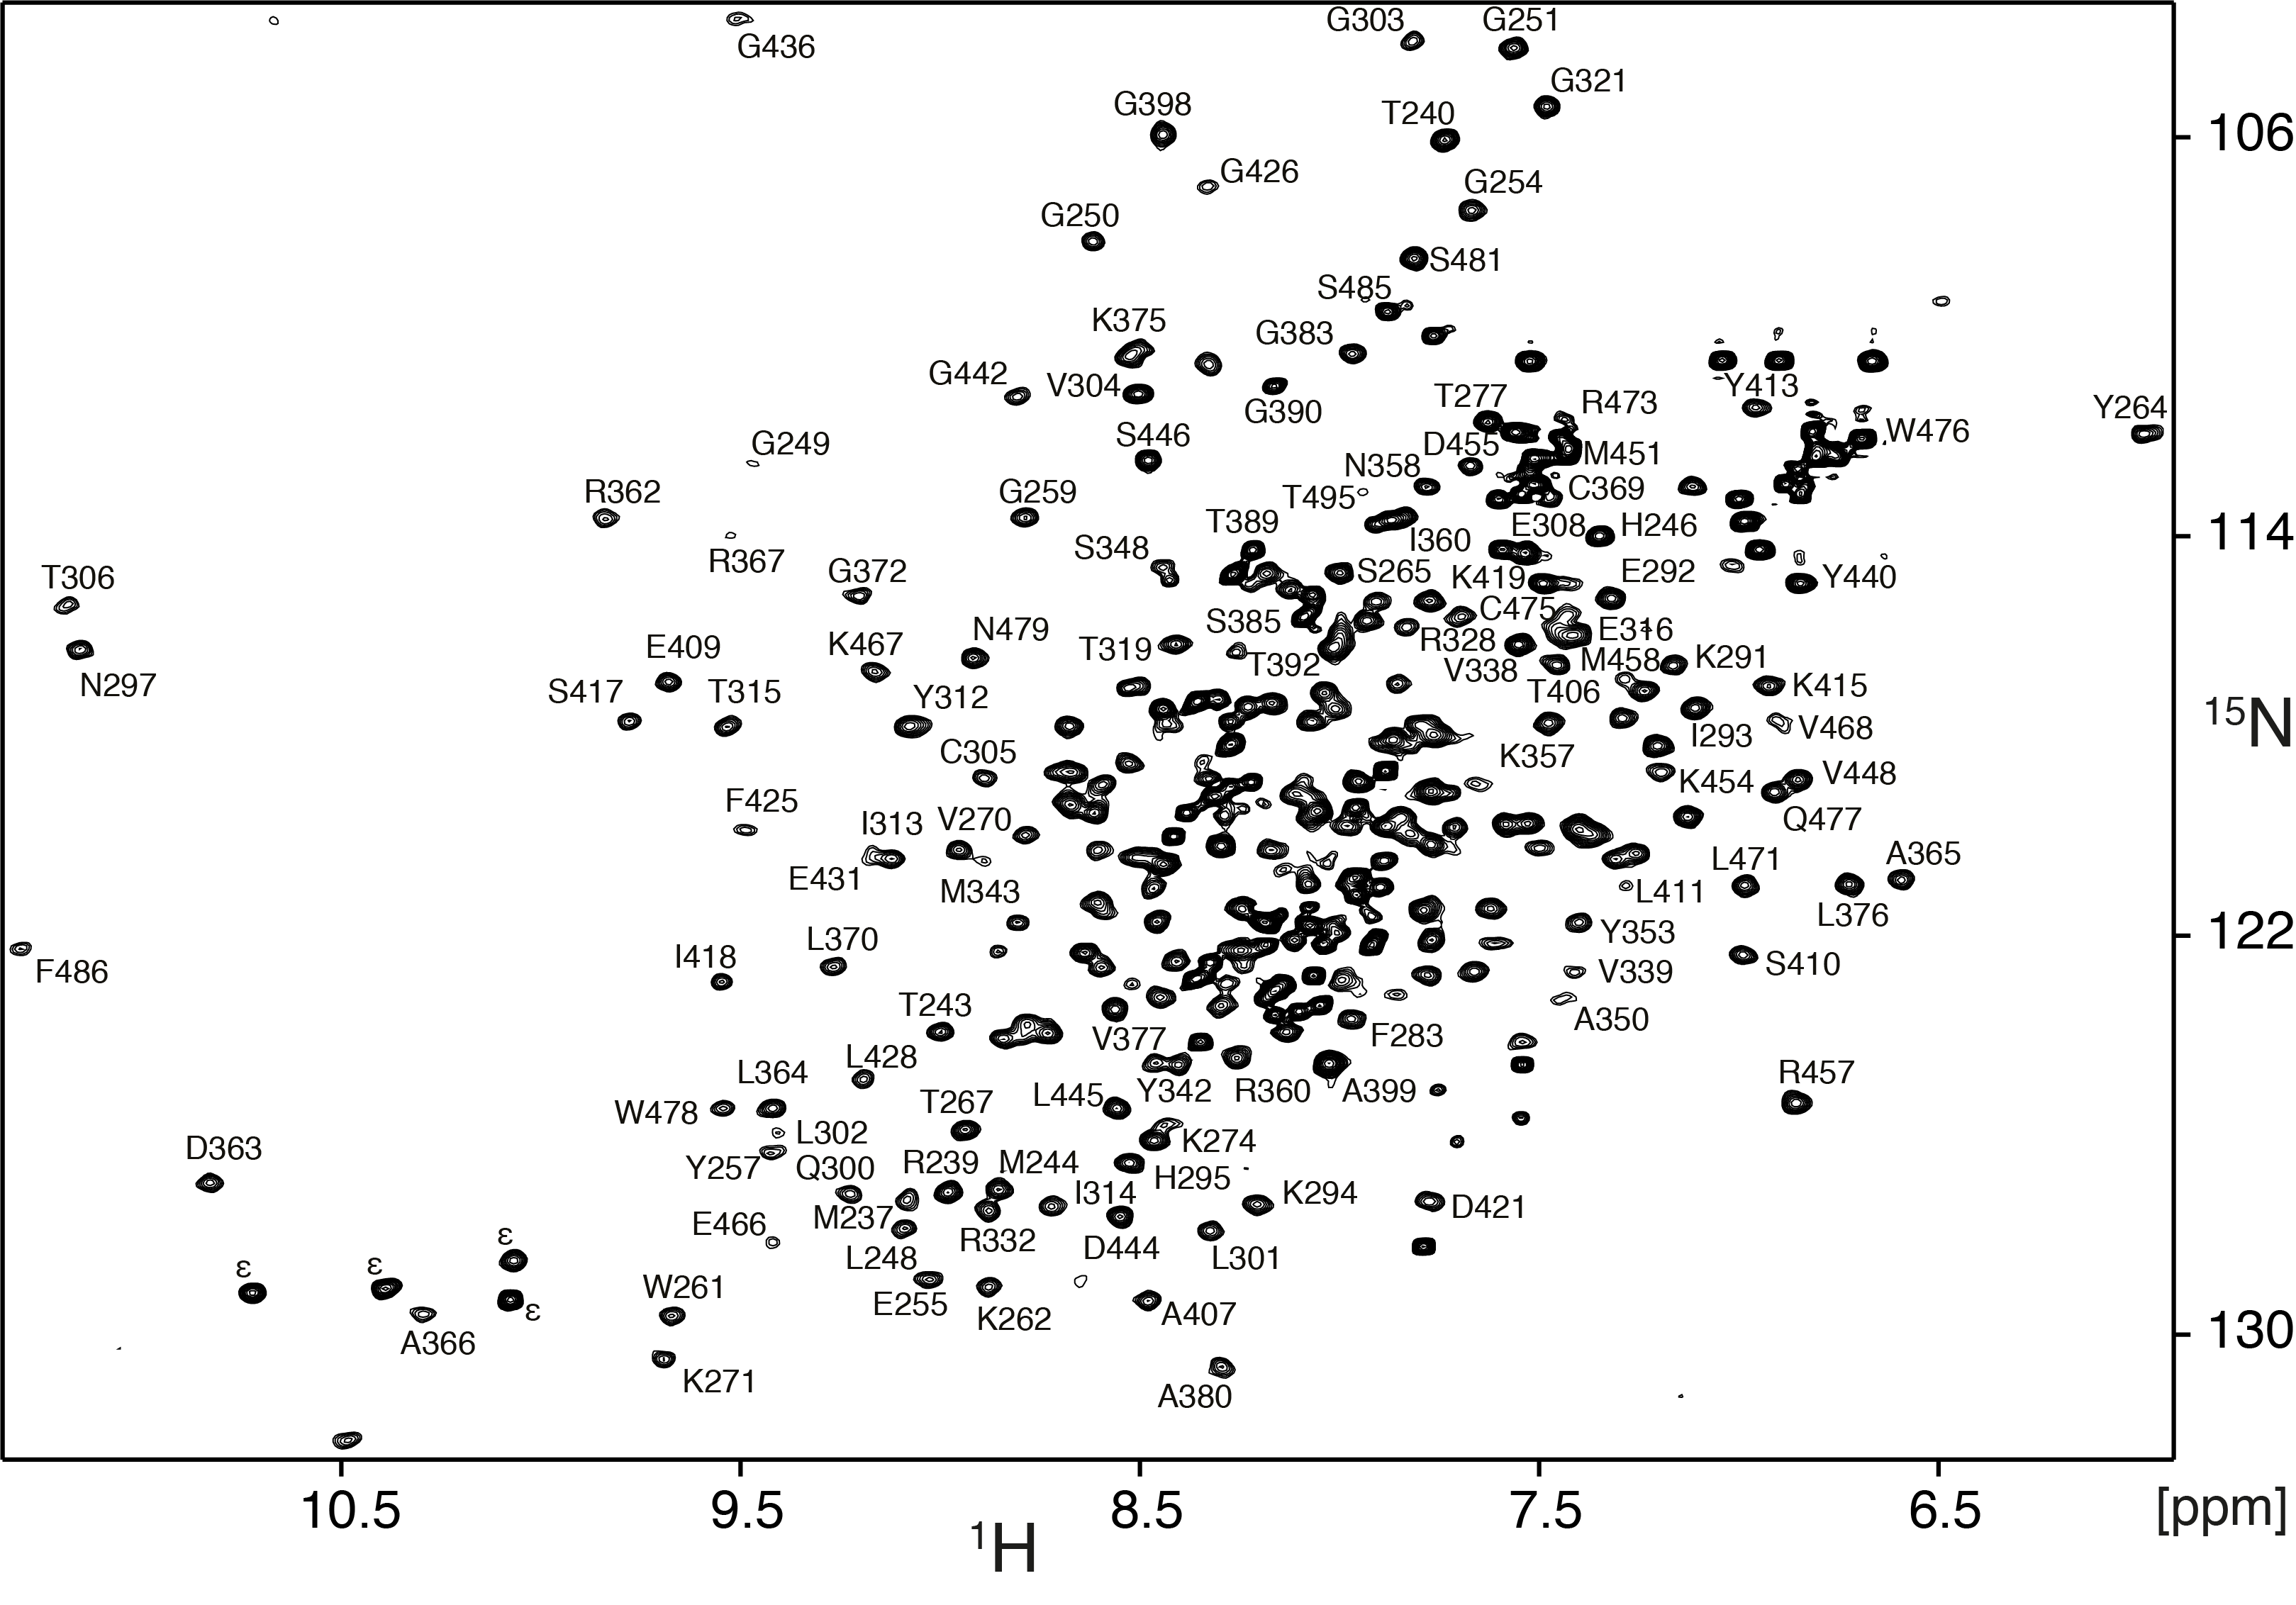 G303
G251
G436
G321
G398
T240
106
G426
G254
G250
S481
S485
K375
G383
G442
V304
T277
R473
Y413
G390
Y264
S446
D455
W476
G249
M451
N358
R362
G259
T495
C369
T389
E308
H246
114
S348
I360
R367
T306
G372
S265
K419
E292
Y440
C475
S385
E409
K467
N479
T319
R328
E316
T392
V338
M458
K291
N297
S417
T315
Y312
T406
K415
15N
C305
K357
I293
V468
F425
I313
V270
K454
V448
Q477
E431
M343
L471
A365
L411
L376
122
F486
I418
L370
Y353
S410
V339
T243
V377
F283
A350
L364
L428
W478
T267
L445
Y342
R360
A399
R457
D363
L302
K274
Y257
Q300
R239
M244
H295
I314
K294
E466
M237
D421
ε
R332
D444
L301
ε
ε
L248
W261
E255
K262
A407
ε
130
A366
K271
A380
10.5
9.5
8.5
7.5
6.5
[ppm]
1H